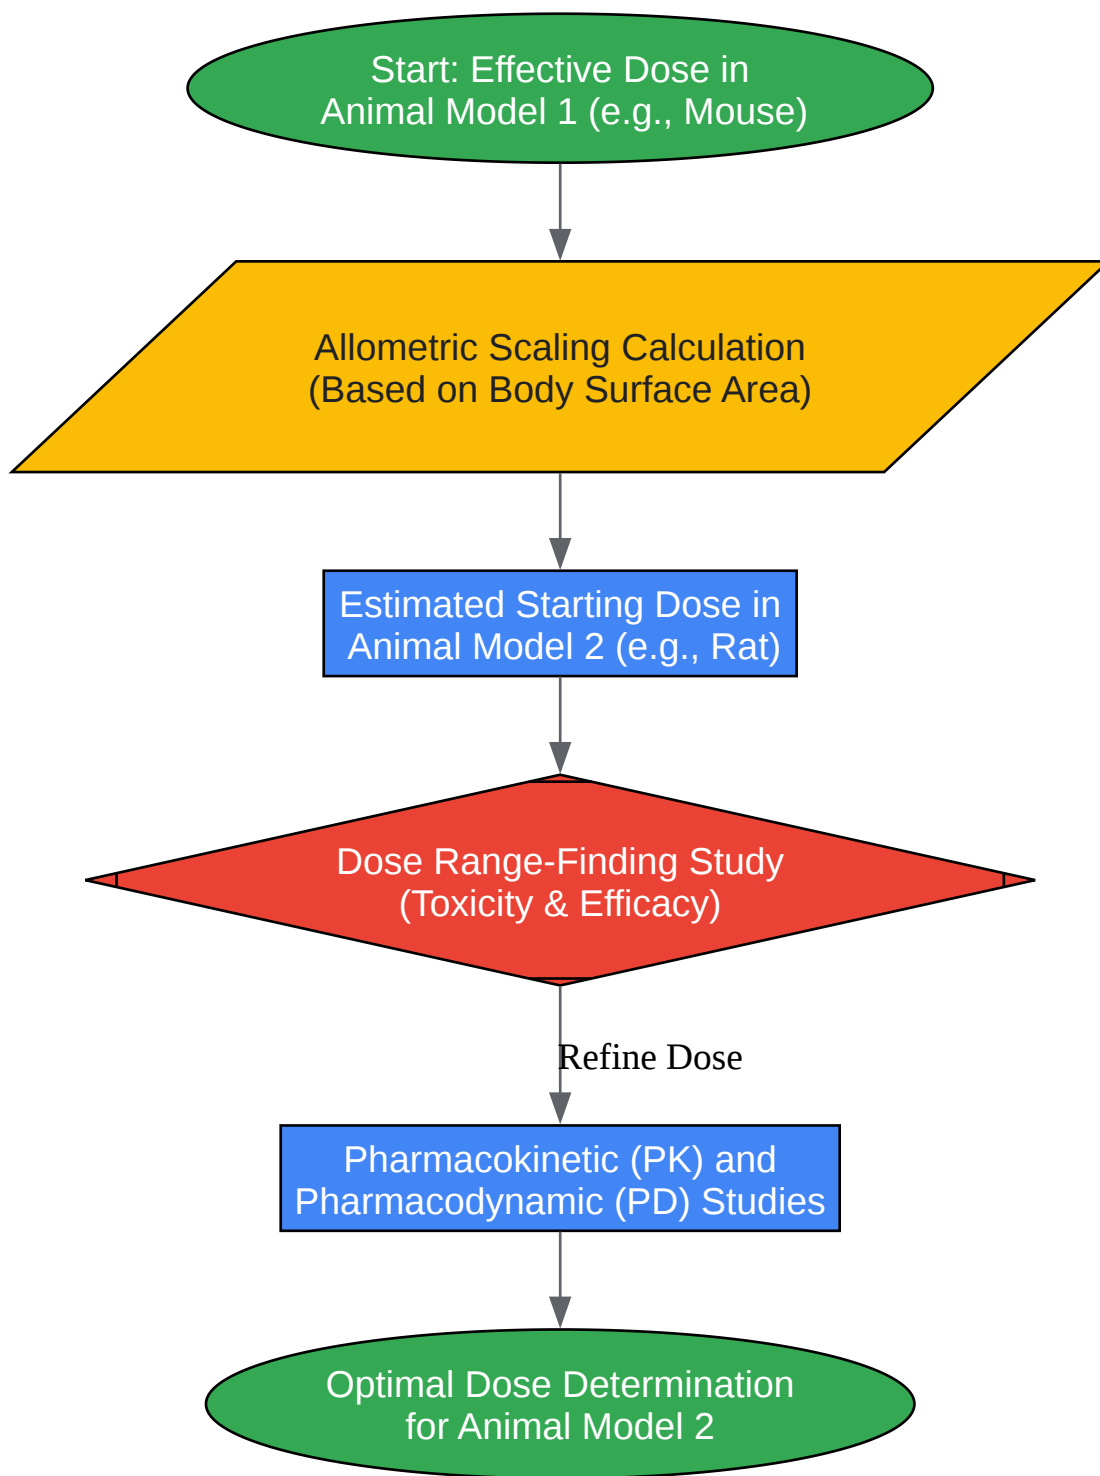 Start: Effective Dose in
Animal Model 1 (e.g., Mouse)
Allometric Scaling Calculation
(Based on Body Surface Area)
Estimated Starting Dose in
Animal Model 2 (e.g., Rat)
Dose Range-Finding Study
(Toxicity & Efficacy)
Refine Dose
Pharmacokinetic (PK) and
Pharmacodynamic (PD) Studies
Optimal Dose Determination
for Animal Model 2